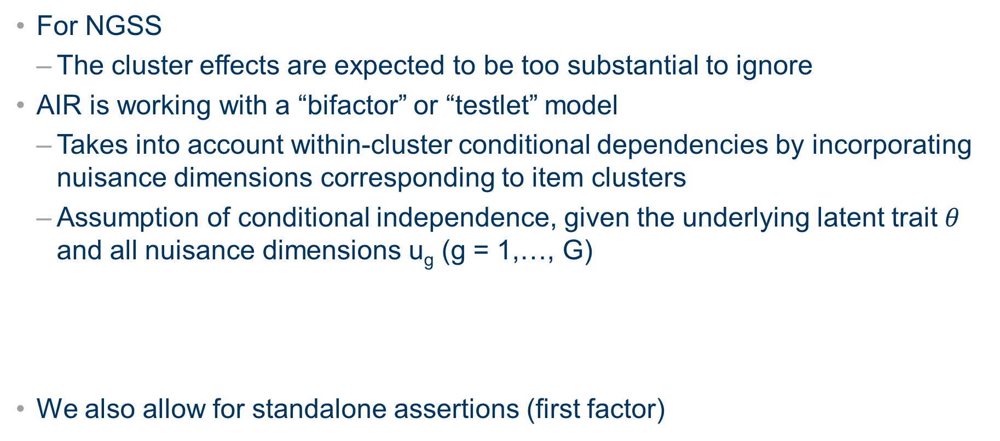 • For NGSS
– The cluster effects are expected to be too substantial to ignore
• AIR is working with a “bifactor” or “testlet” model
– Takes into account within-cluster conditional dependencies by incorporating
nuisance dimensions corresponding to item clusters
– Assumption of conditional independence, given the underlying latent trait θ
and all nuisance dimensions u_g (g = 1,…, G)
• We also allow for standalone assertions (first factor)